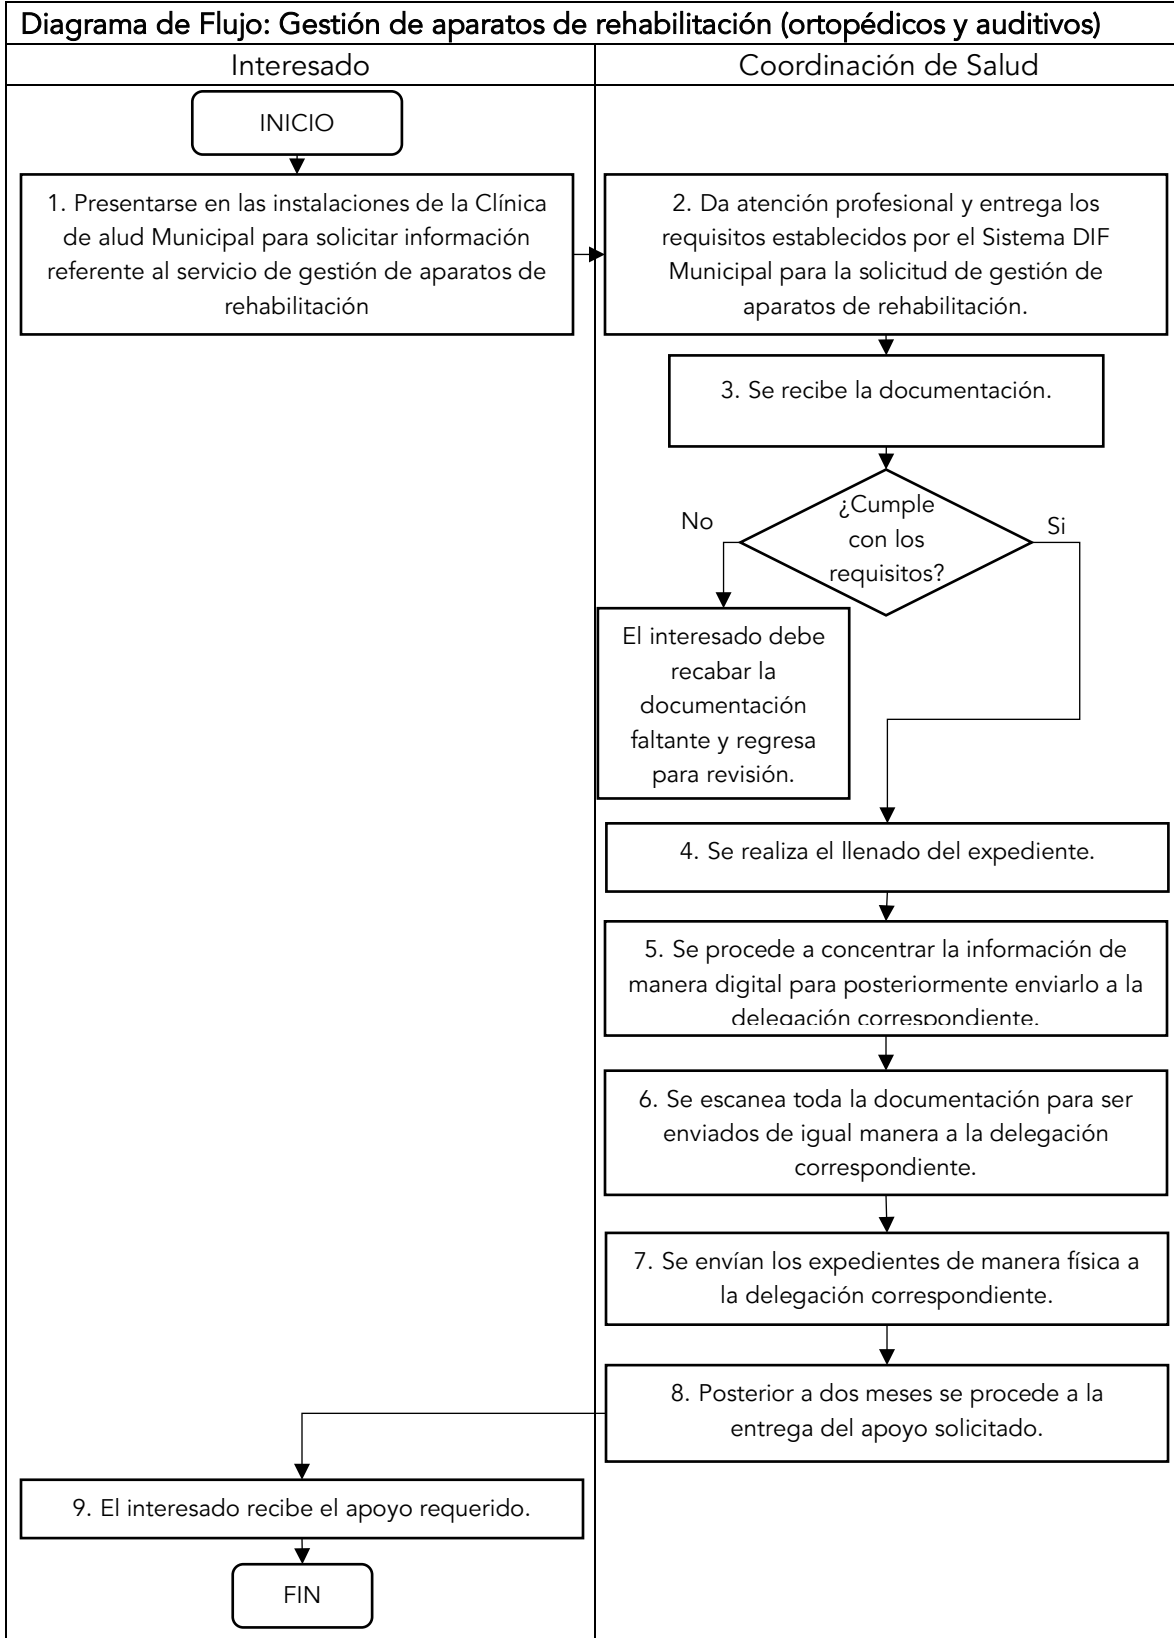 Diagrama de Flujo: Gestión de aparatos de rehabilitación (ortopédicos y auditivos)
Interesado
Coordinación de Salud
INICIO
1. Presentarse en las instalaciones de la Clínica
de alud Municipal para solicitar información
referente al servicio de gestión de aparatos de
rehabilitación
2. Da atención profesional y entrega los
requisitos establecidos por el Sistema DIF
Municipal para la solicitud de gestión de
aparatos de rehabilitación.
3. Se recibe la documentación.
¿Cumple
con los
requisitos?
No
Si
El interesado debe
recabar la
documentación
faltante y regresa
para revisión.
4. Se realiza el llenado del expediente.
5. Se procede a concentrar la información de
manera digital para posteriormente enviarlo a la
delegación correspondiente.
6. Se escanea toda la documentación para ser
enviados de igual manera a la delegación
correspondiente.
7. Se envían los expedientes de manera física a
la delegación correspondiente.
8. Posterior a dos meses se procede a la
entrega del apoyo solicitado.
9. El interesado recibe el apoyo requerido.
FIN